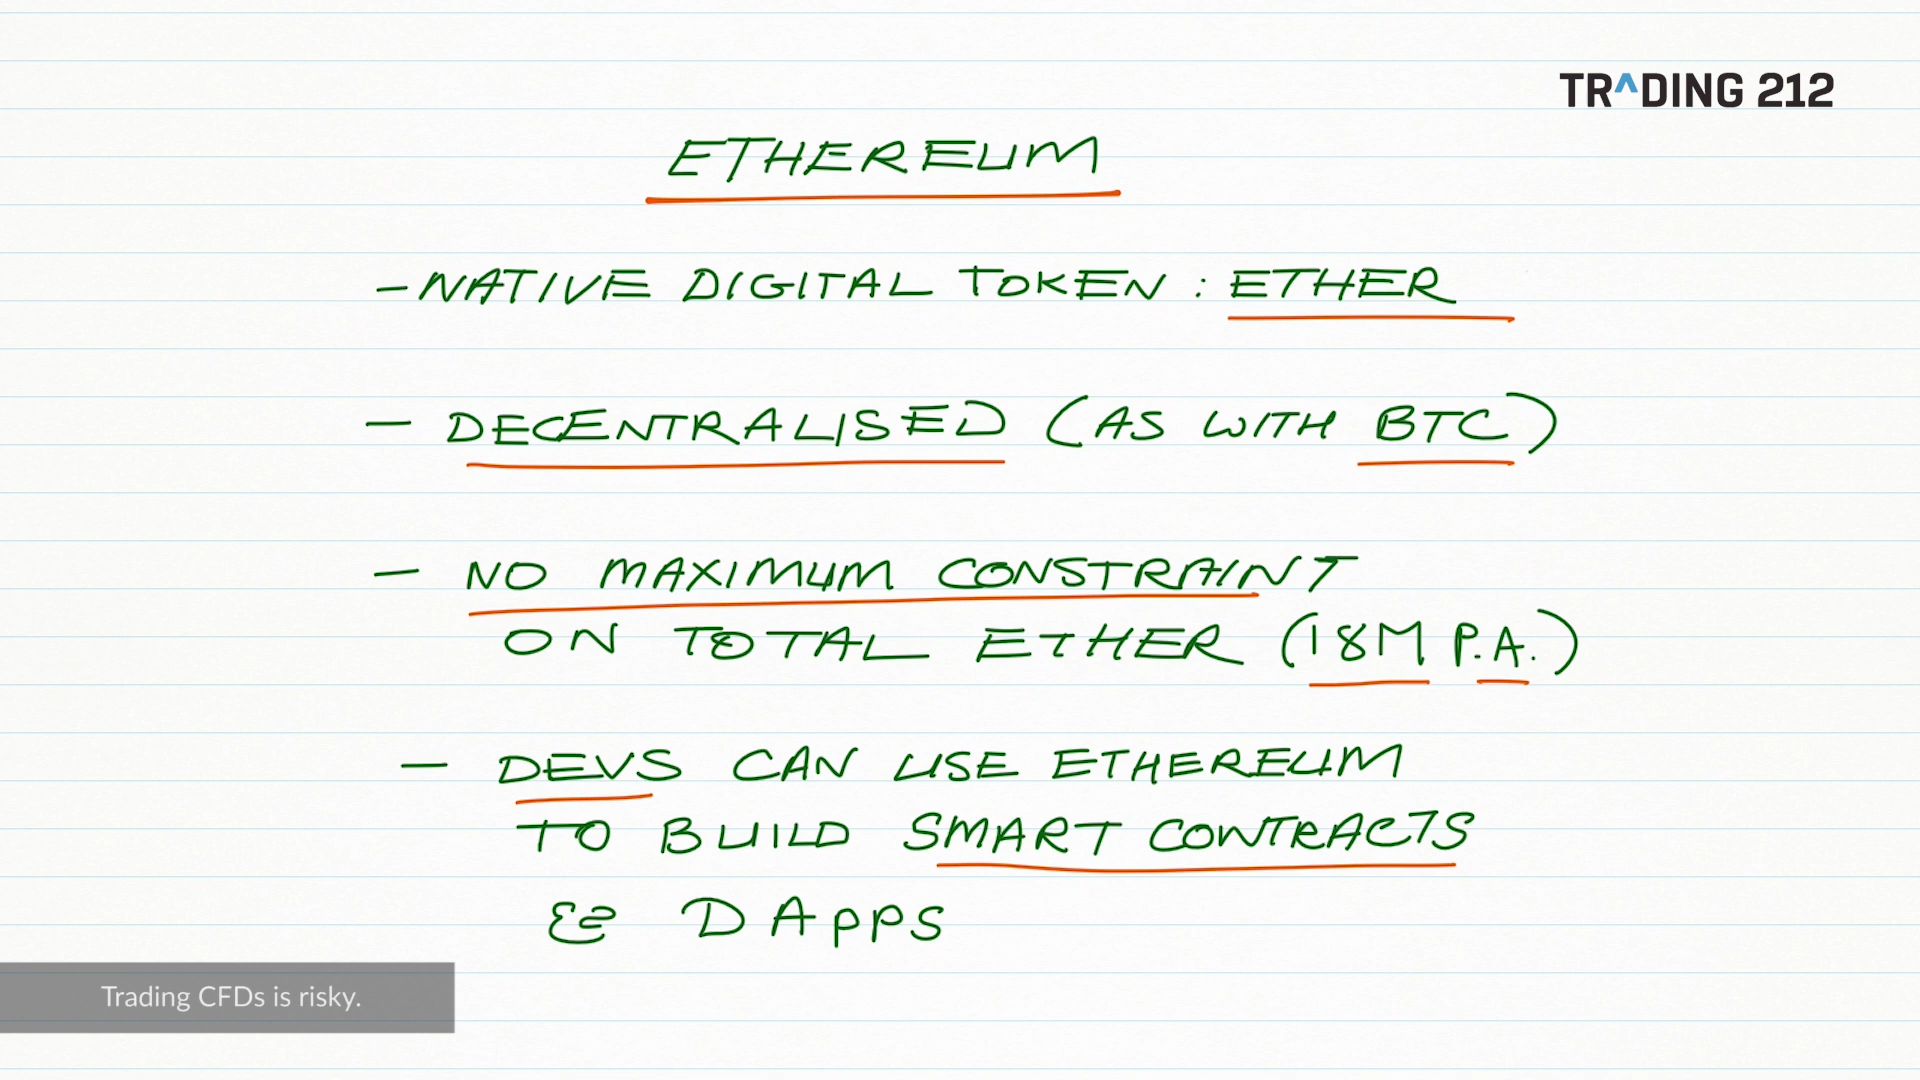 TRADING 212
ETHEREUM
- NATIVE DIGITAL TOKEN : ETHER
- DECENTRALISED (AS WITH BTC)
- NO MAXIMUM CONSTRAINT
ON TOTAL ETHER (18M P.A.)
- DEVS CAN USE ETHEREUM
TO BUILD SMART CONTRACTS
& DAPPS
Trading CFDs is risky.